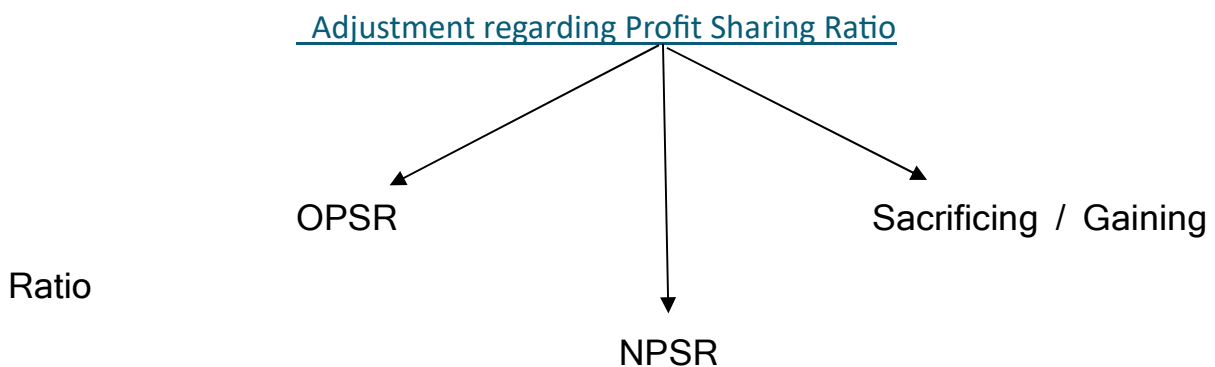 Adjustment regarding Profit Sharing Ratio
OPSR Sacrificing / Gaining
Ratio
NPSR